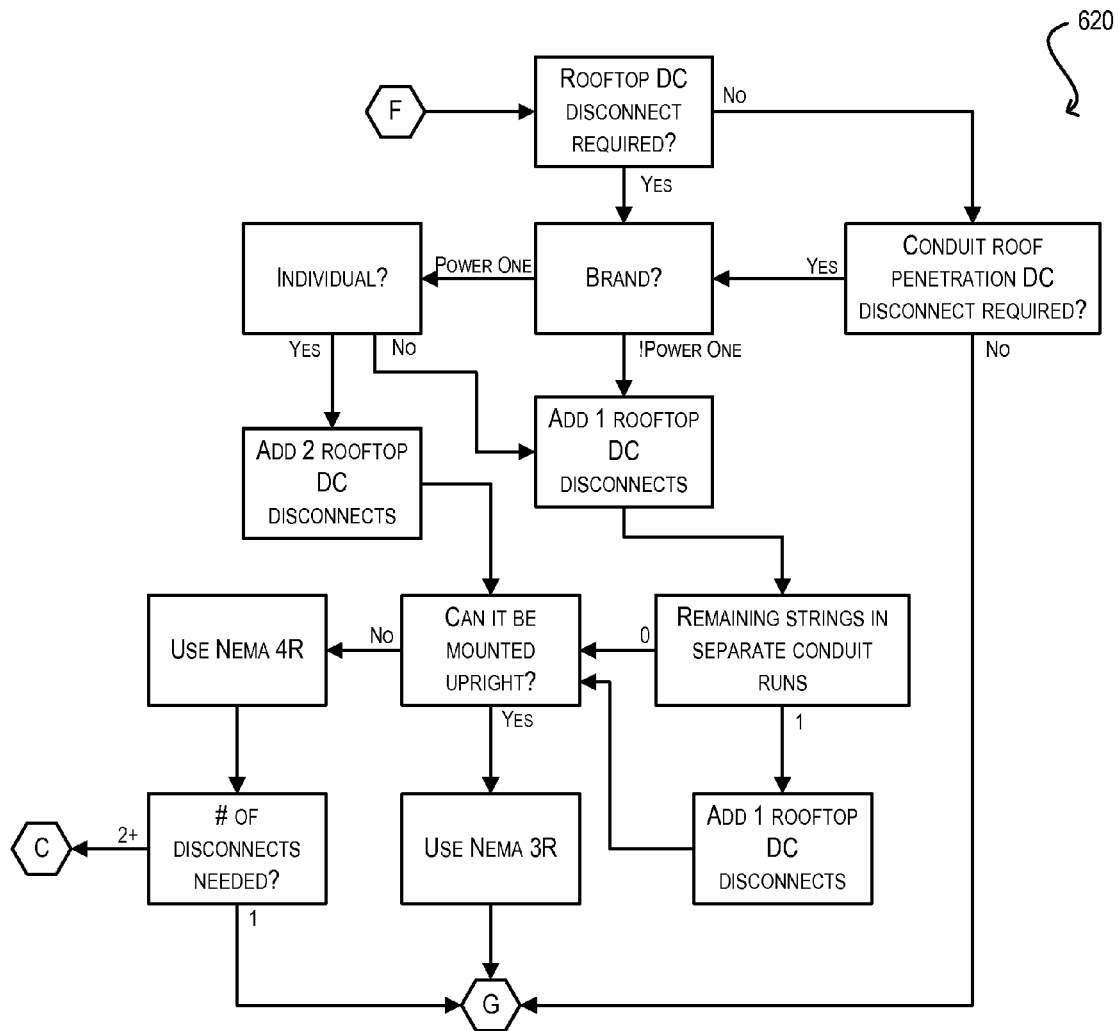 620
F
ROOFTOP DC
DISCONNECT
REQUIRED?
NO
YES
INDIVIDUAL?
POWER ONE
BRAND?
YES
CONDUIT ROOF
PENETRATION DC
DISCONNECT REQUIRED?
YES
NO
!POWER ONE
NO
ADD 2 ROOFTOP
DC
DISCONNECTS
ADD 1 ROOFTOP
DC
DISCONNECTS
USE NEMA 4R
NO
CAN IT BE
MOUNTED
UPRIGHT?
0
REMAINING STRINGS IN
SEPARATE CONDUIT
RUNS
YES
1
C
2+
# OF
DISCONNECTS
NEEDED?
USE NEMA 3R
ADD 1 ROOFTOP
DC
DISCONNECTS
1
G